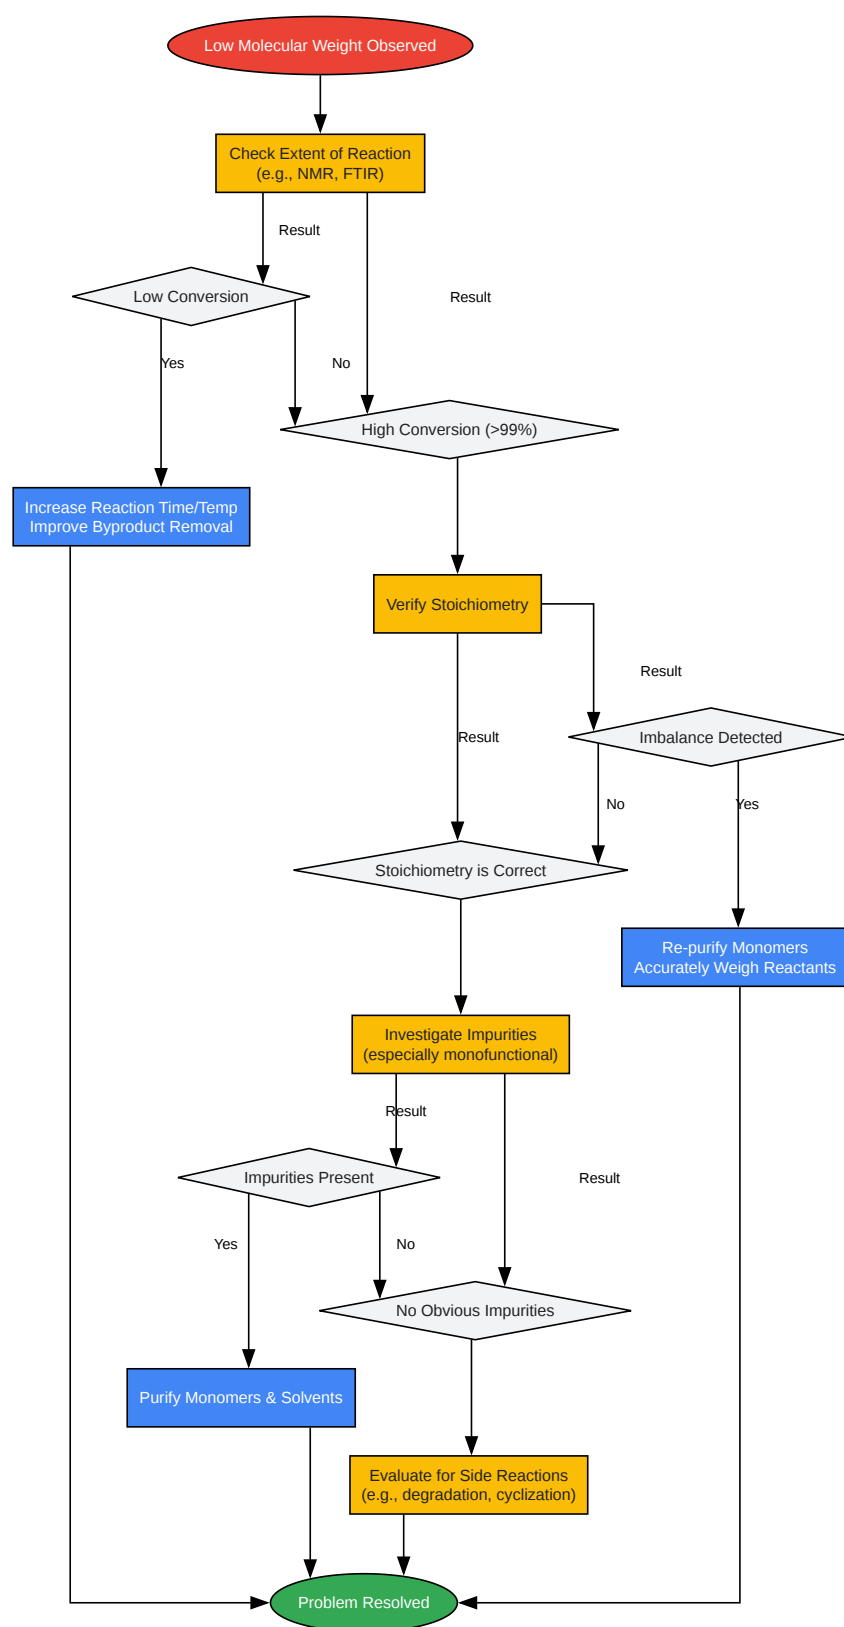 Low Molecular Weight Observed
Check Extent of Reaction
(e.g., NMR, FTIR)
Result
Low Conversion
Result
Yes
No
High Conversion (>99%)
Increase Reaction Time/Temp
Improve Byproduct Removal
Verify Stoichiometry
Result
Result
Imbalance Detected
No
Yes
Stoichiometry is Correct
Re-purify Monomers
Accurately Weigh Reactants
Investigate Impurities
(especially monofunctional)
Result
Impurities Present
Result
Yes
No
No Obvious Impurities
Purify Monomers & Solvents
Evaluate for Side Reactions
(e.g., degradation, cyclization)
Problem Resolved